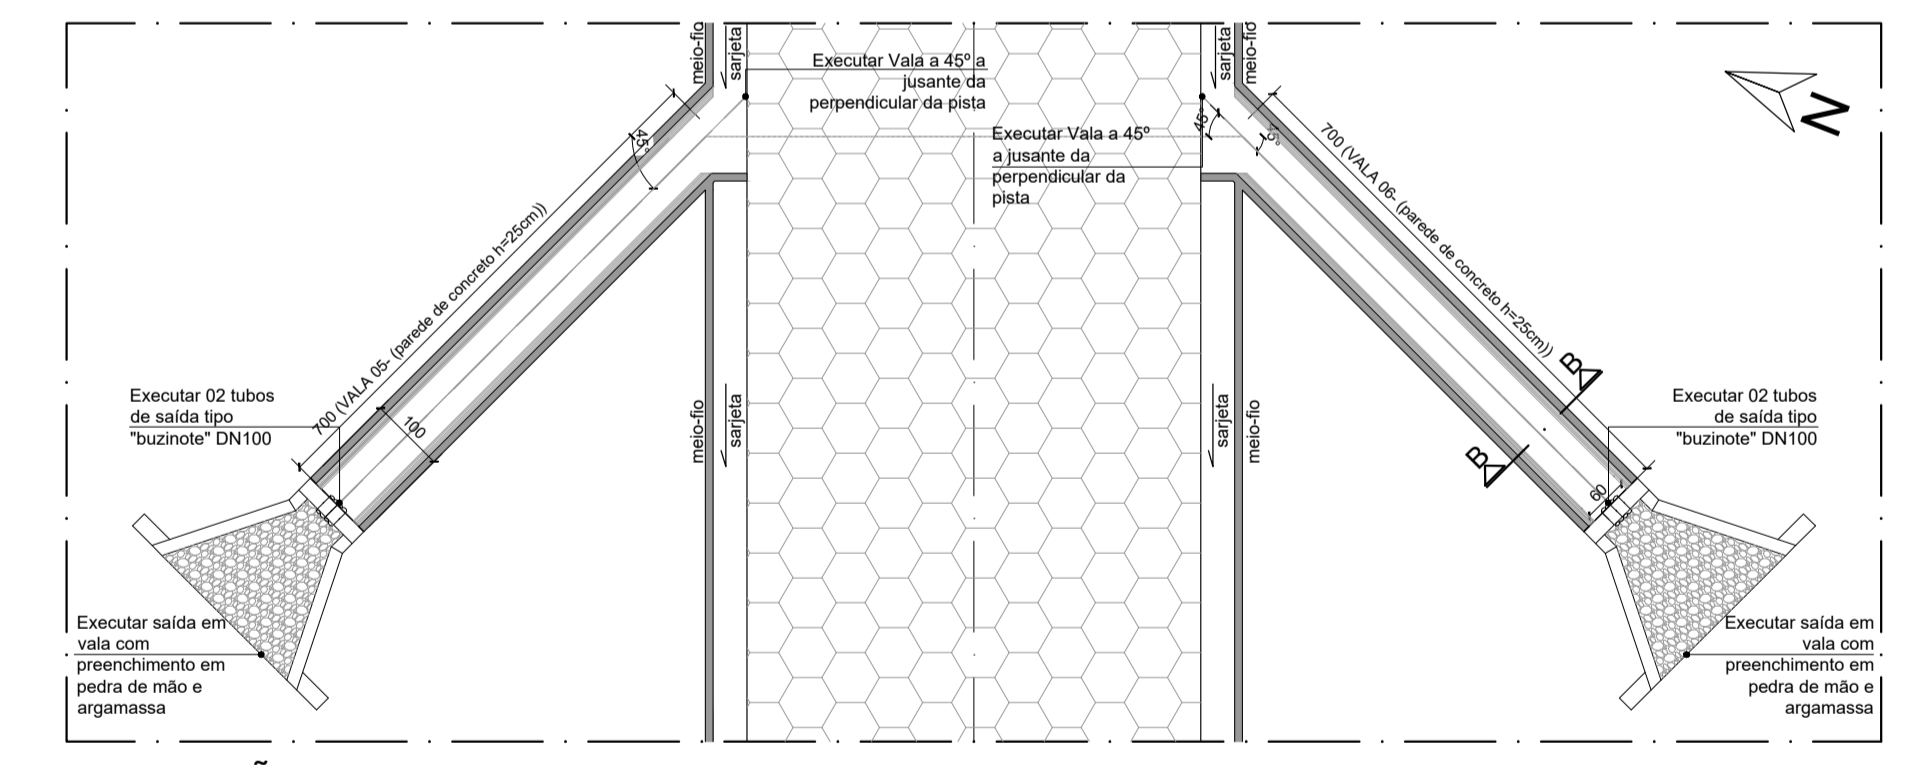 meio-fio
sarjeta
Executar Vala a 45º a
jusante da
perpendicular da pista
sarjeta
meio-fio
N
45°
Executar Vala a 45º
a jusante da
perpendicular da
pista
45°
45°
700 (VALA 05- (parede de concreto h=25cm))
700 (VALA 06- (parede de concreto h=25cm))
100
B
B
60
Executar 02 tubos
de saída tipo
"buzinote" DN100
meio-fio
sarjeta
sarjeta
meio-fio
Executar 02 tubos
de saída tipo
"buzinote" DN100
Executar saída em
vala com
preenchimento em
pedra de mão e
argamassa
Executar saída em
vala com
preenchimento em
pedra de mão e
argamassa